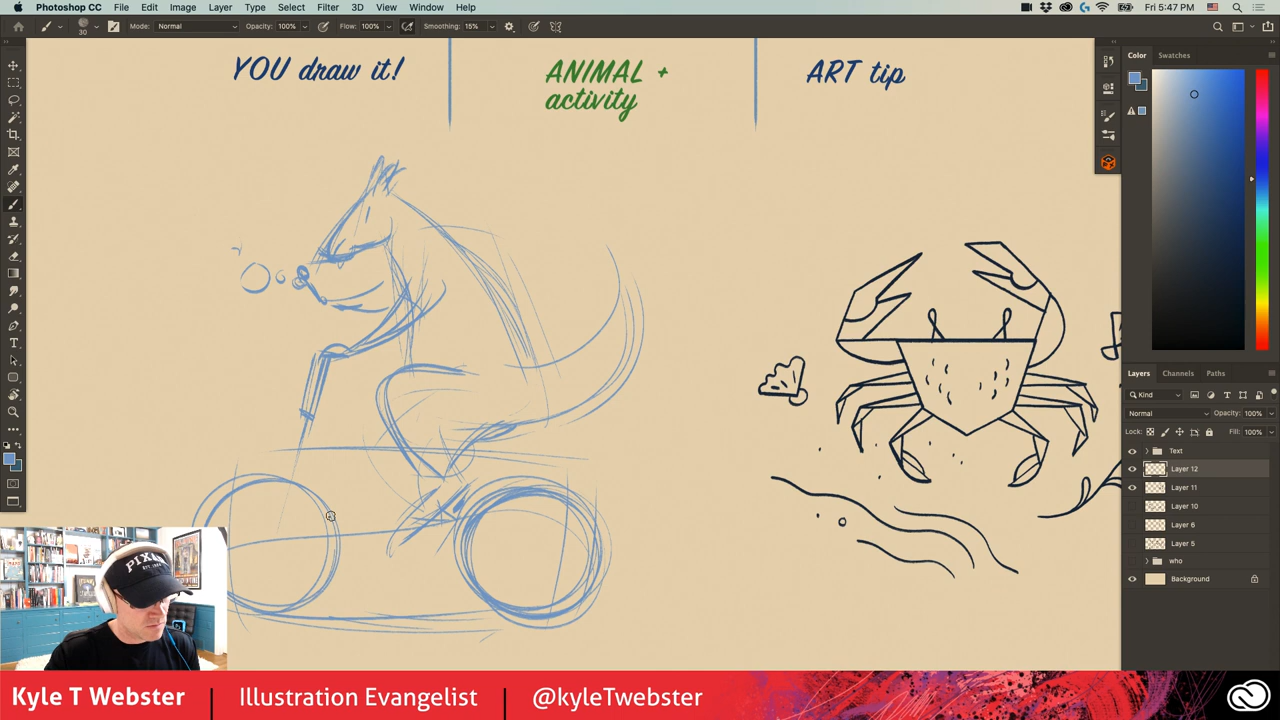 Photoshop CC File Edit Image Layer Type Select Filter 3D View Window Help Fri 5:47 PM
30 Mode: Normal Opacity: 100% Flow: 100% Smoothing: 15%
YOU draw it!
ANIMAL +
activity
ART tip
Color Swatches
Layers Channels Paths
Kind
Normal Opacity: 100%
Lock: Fill: 100%
Text
Layer 12
Layer 11
Layer 10
Layer 6
Layer 5
who
Background
PIXAR
Kyle T Webster | Illustration Evangelist | @kyleTwebster